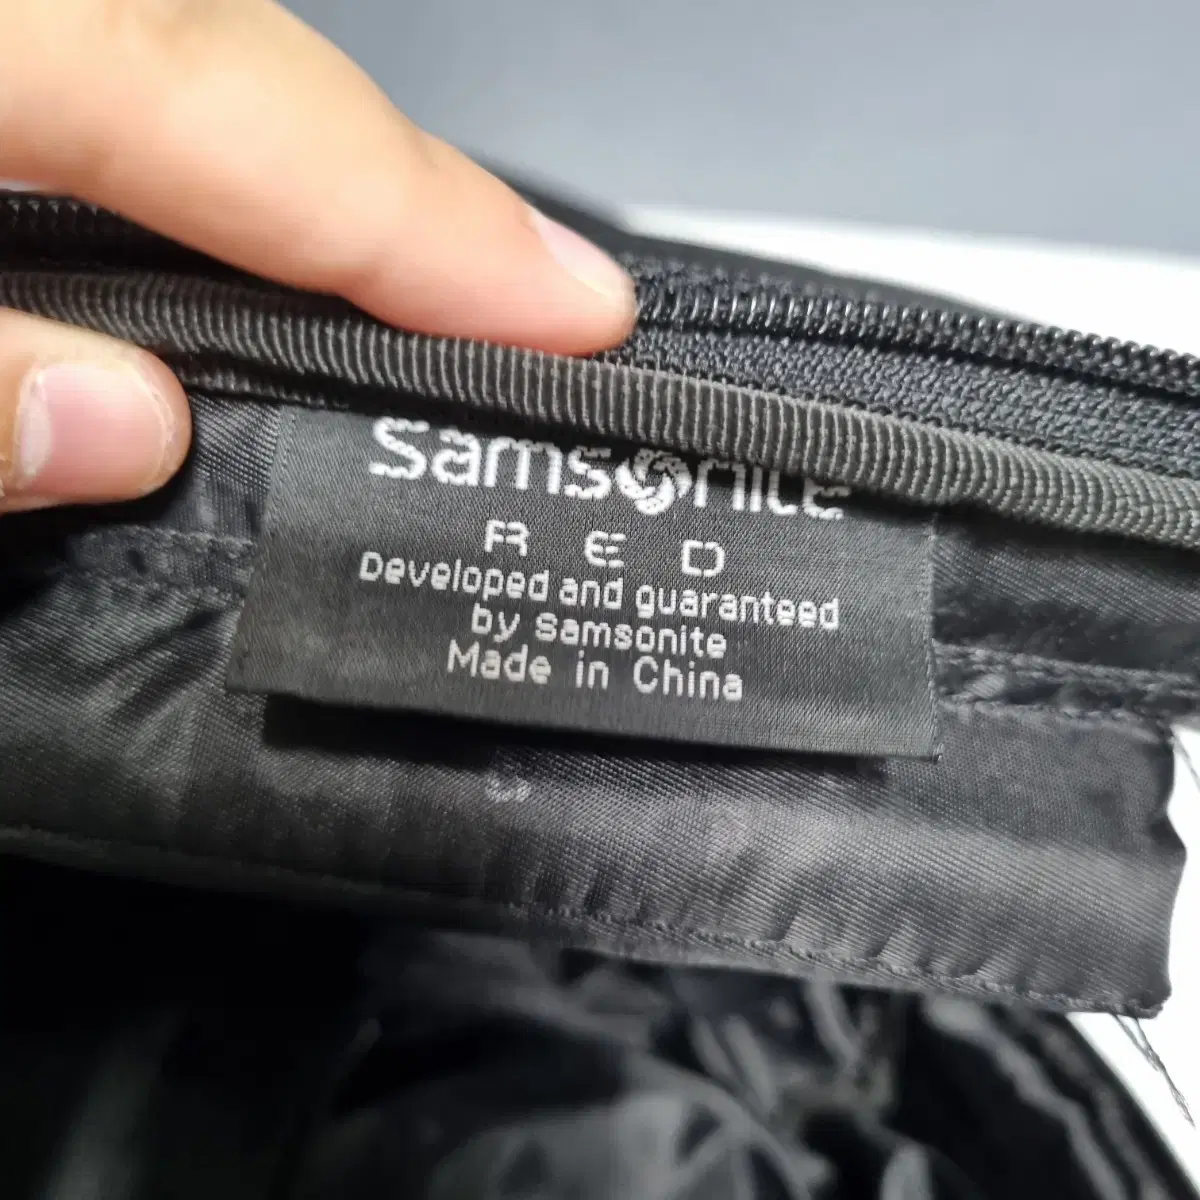 Samsonite
RED
Developed and guaranteed
by Samsonite
Made in China